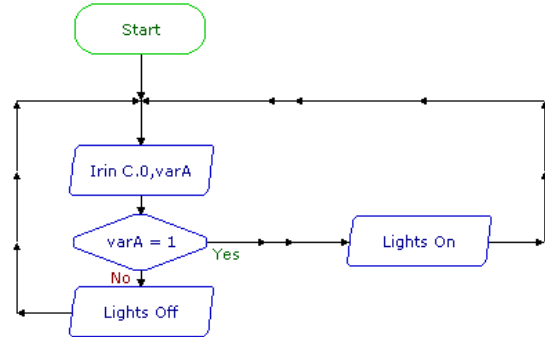 Start
Irin C.0,varA
varA = 1
Yes
Lights On
No
Lights Off